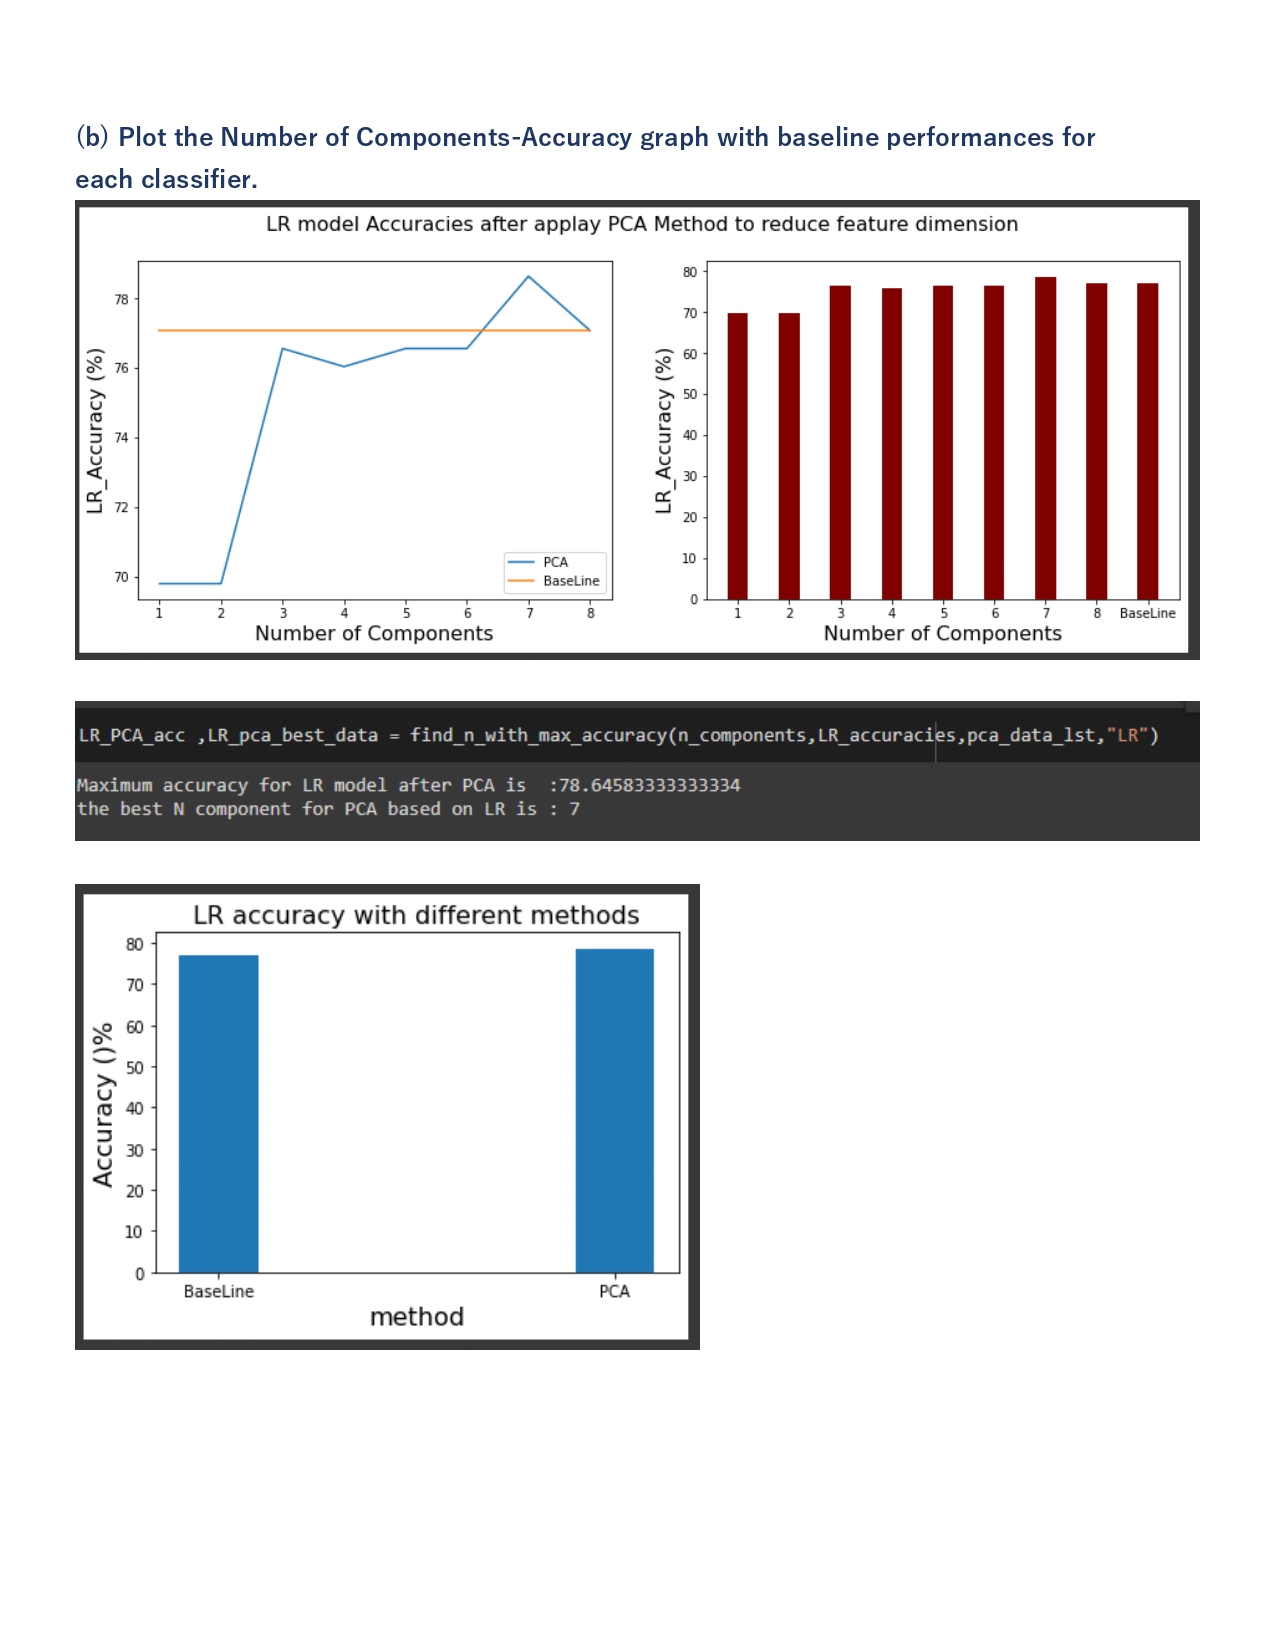 (b) Plot the Number of Components-Accuracy graph with baseline performances for
each classifier.
LR model Accuracies after applay PCA Method to reduce feature dimension
LR_Accuracy (%)
78
76
74
72
70
1 2 3 4 5 6 7 8
Number of Components
PCA
BaseLine
LR_Accuracy (%)
80
70
60
50
40
30
20
10
0
1 2 3 4 5 6 7 8 BaseLine
Number of Components
LR_PCA_acc ,LR_pca_best_data = find_n_with_max_accuracy(n_components,LR_accuracies,pca_data_lst,"LR")
Maximum accuracy for LR model after PCA is  :78.64583333333334
the best N component for PCA based on LR is : 7
LR accuracy with different methods
Accuracy ()%
80
70
60
50
40
30
20
10
0
BaseLine PCA
method